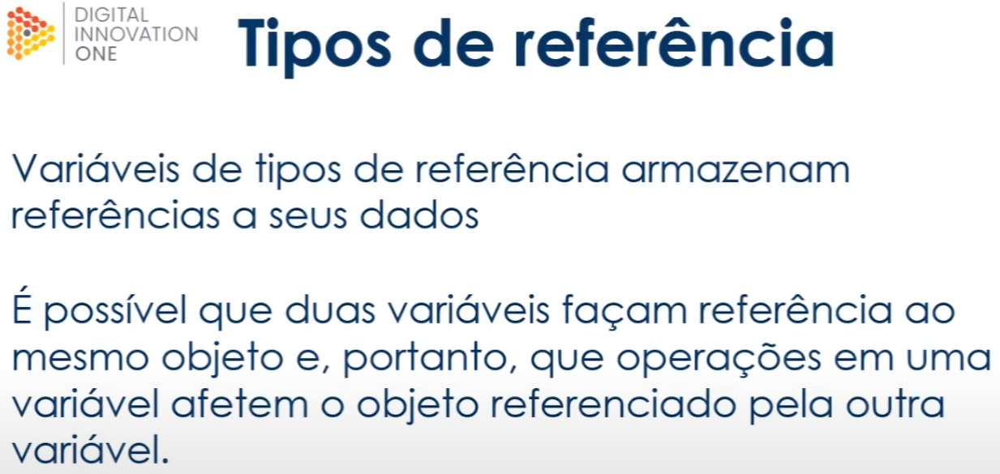 DIGITAL
INNOVATION
ONE
Tipos de referência
Variáveis de tipos de referência armazenam
referências a seus dados
É possível que duas variáveis façam referência ao
mesmo objeto e, portanto, que operações em uma
variável afetem o objeto referenciado pela outra
variável.